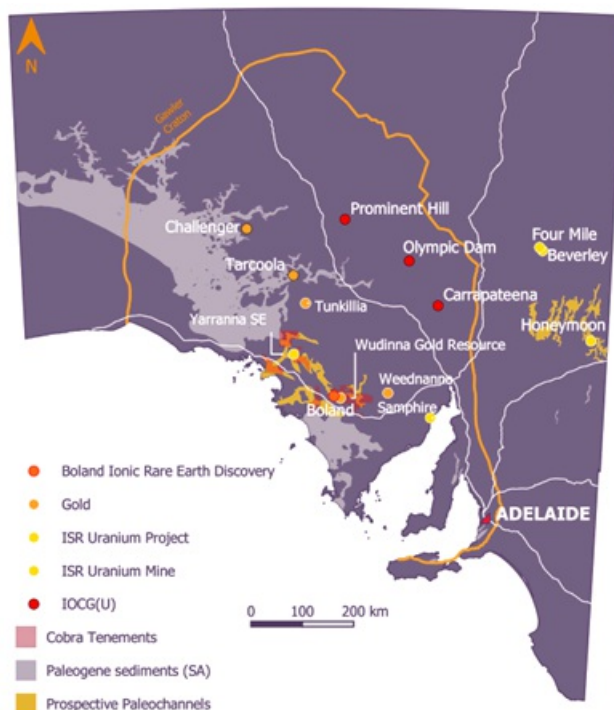 N
Gawler
Craton
Prominent Hill
Challenger
Four Mile
Beverley
Olympic Dam
Tarcoola
Tunkillia
Carrapateena
Yarranna SE
Honeymoon
Wudinna Gold Resource
Weednanna
Boland
Samphire
Boland Ionic Rare Earth Discovery
Gold
ADELAIDE
ISR Uranium Project
ISR Uranium Mine
IOCG(U)
0 100 200 km
Cobra Tenements
Paleogene sediments (SA)
Prospective Paleochannels